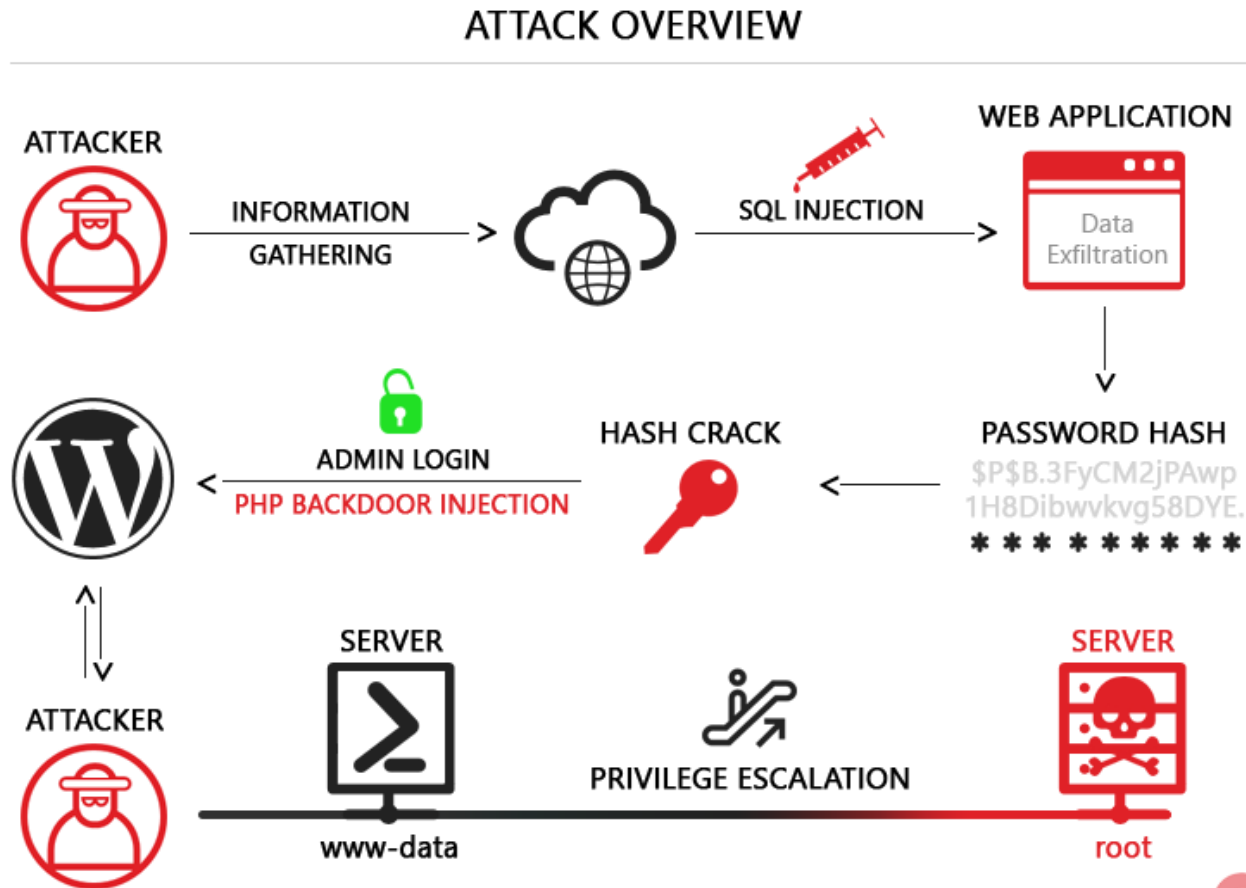 ATTACK OVERVIEW
ATTACKER
INFORMATION
GATHERING
SQL INJECTION
WEB APPLICATION
Data
Exfiltration
PASSWORD HASH
$P$B.3FyCM2jPAwp
1H8Dibwvkvg58DYE.
* * * * * * * * *
HASH CRACK
ADMIN LOGIN
PHP BACKDOOR INJECTION
W
ATTACKER
SERVER
>_
www-data
PRIVILEGE ESCALATION
SERVER
root